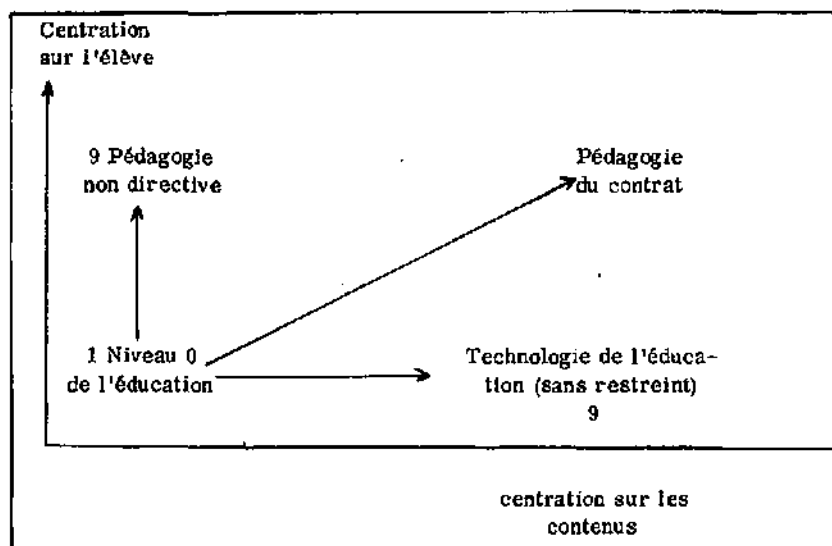 Centration
sur l'élève
9 Pédagogie
non directive
Pédagogie
du contrat
1 Niveau 0
de l'éducation
Technologie de l'éduca-
tion (sans restreint)
9
centration sur les
contenus